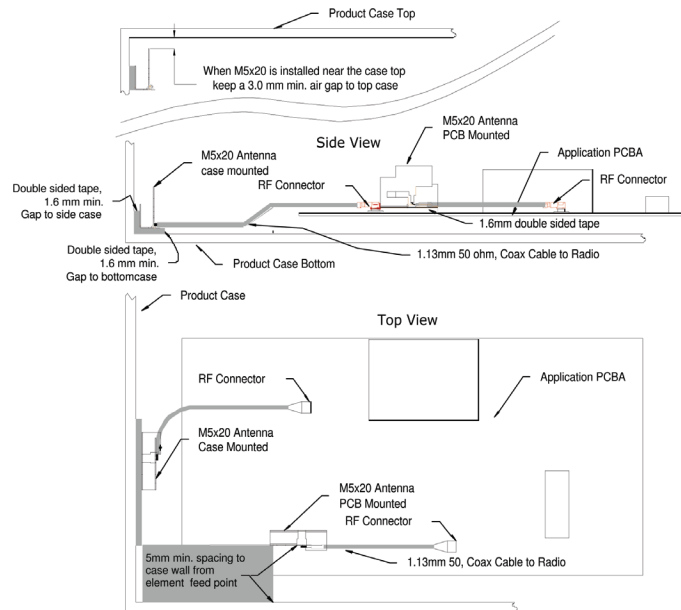 Product Case Top
When M5x20 is installed near the case top
keep a 3.0 mm min. air gap to top case
Side View
M5x20 Antenna
PCB Mounted
M5x20 Antenna
case mounted
Application PCBA
RF Connector
RF Connector
Double sided tape,
1.6 mm min.
Gap to side case
1.6mm double sided tape
Double sided tape,
1.6 mm min.
Gap to bottomcase
Product Case Bottom
1.13mm 50 ohm, Coax Cable to Radio
Product Case
Top View
RF Connector
Application PCBA
M5x20 Antenna
Case Mounted
M5x20 Antenna
PCB Mounted
RF Connector
5mm min. spacing to
case wall from
element feed point
1.13mm 50, Coax Cable to Radio